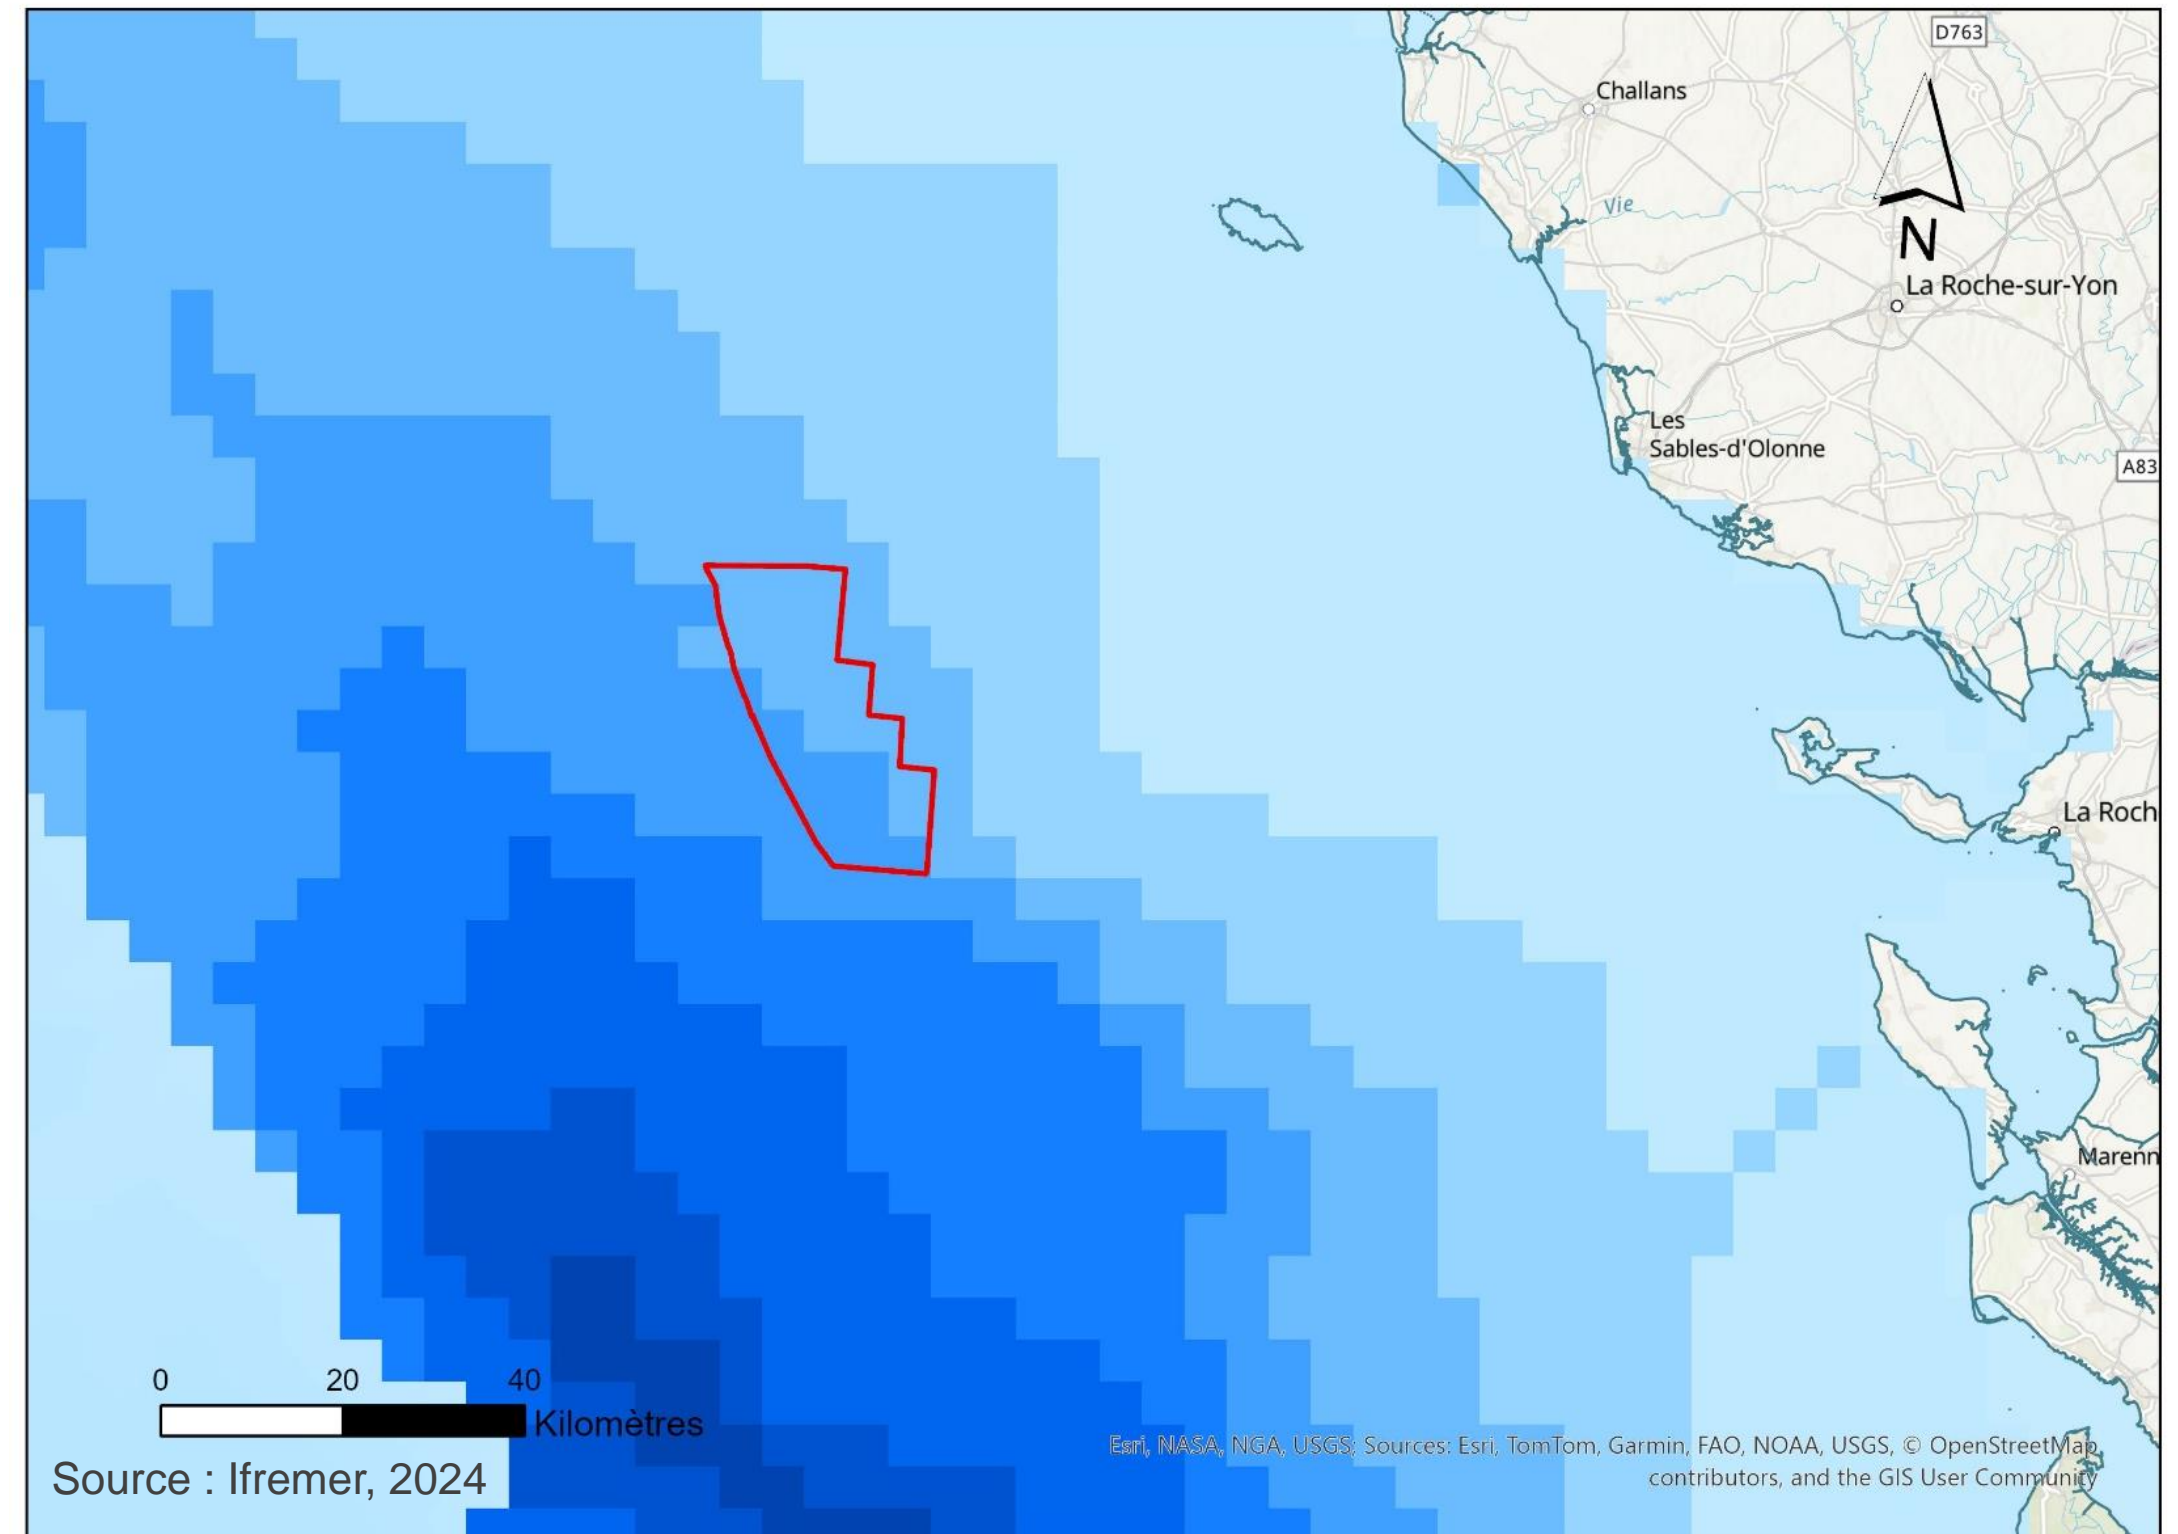 D763
Challans
Vie
N
La Roche-sur-Yon
Les
Sables-d'Olonne
A83
La Roch
Marenn
0 20 40
Kilomètres
Esri, NASA, NGA, USGS; Sources: Esri, TomTom, Garmin, FAO, NOAA, USGS, © OpenStreetMap
contributors, and the GIS User Community
Source : Ifremer, 2024